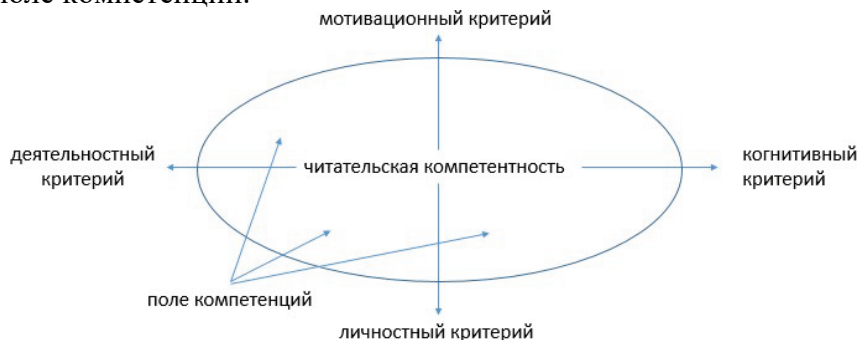 поле компетенций.
мотивационный критерий
деятельностный
критерий
читательская компетентность
когнитивный
критерий
поле компетенций
личностный критерий